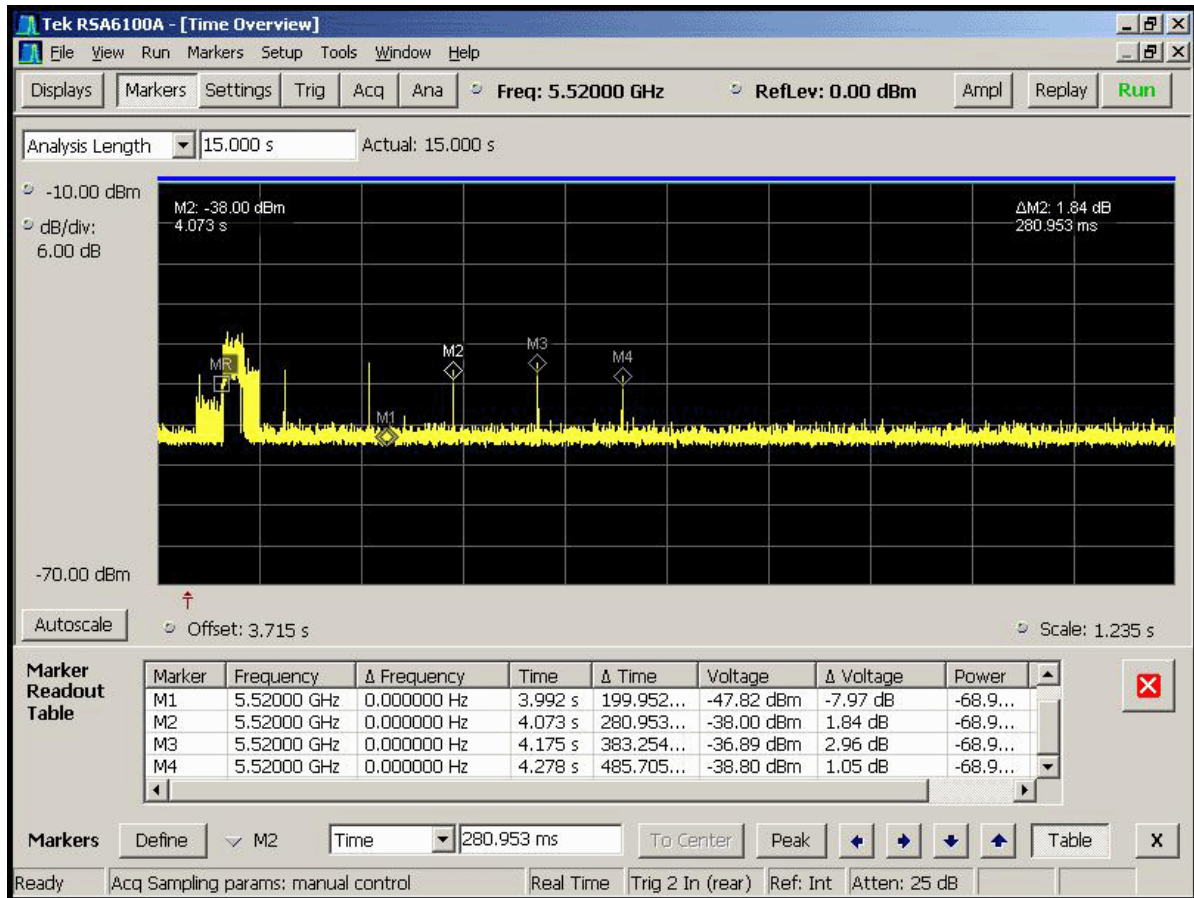 Tek RSA6100A - [Time Overview]
File View Run Markers Setup Tools Window Help
Displays Markers Settings Trig Acq Ana Freq: 5.52000 GHz RefLev: 0.00 dBm Ampl Replay Run
Analysis Length 15.000 s Actual: 15.000 s
-10.00 dBm
dB/div:
6.00 dB
M2: -38.00 dBm
4.073 s
ΔM2: 1.84 dB
280.953 ms
MR
M1
M2
M3
M4
-70.00 dBm
Autoscale Offset: 3.715 s Scale: 1.235 s
Marker
Readout
Table
Marker Frequency Δ Frequency Time Δ Time Voltage Δ Voltage Power
M1 5.52000 GHz 0.000000 Hz 3.992 s 199.952... -47.82 dBm -7.97 dB -68.9...
M2 5.52000 GHz 0.000000 Hz 4.073 s 280.953... -38.00 dBm 1.84 dB -68.9...
M3 5.52000 GHz 0.000000 Hz 4.175 s 383.254... -36.89 dBm 2.96 dB -68.9...
M4 5.52000 GHz 0.000000 Hz 4.278 s 485.705... -38.80 dBm 1.05 dB -68.9...
Markers Define M2 Time 280.953 ms To Center Peak Table X
Ready Acq Sampling params: manual control Real Time Trig 2 In (rear) Ref: Int Atten: 25 dB